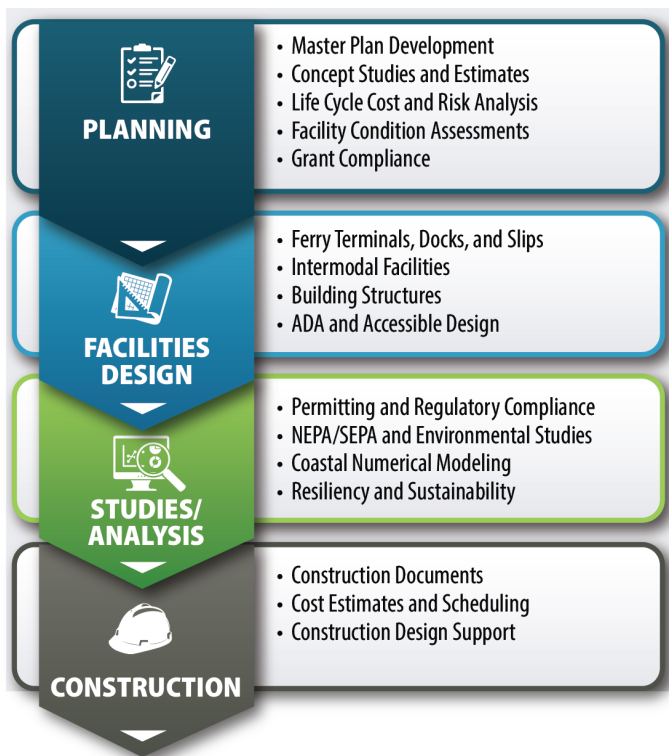 PLANNING
• Master Plan Development
• Concept Studies and Estimates
• Life Cycle Cost and Risk Analysis
• Facility Condition Assessments
• Grant Compliance
FACILITIES
DESIGN
• Ferry Terminals, Docks, and Slips
• Intermodal Facilities
• Building Structures
• ADA and Accessible Design
STUDIES/
ANALYSIS
• Permitting and Regulatory Compliance
• NEPA/SEPA and Environmental Studies
• Coastal Numerical Modeling
• Resiliency and Sustainability
CONSTRUCTION
• Construction Documents
• Cost Estimates and Scheduling
• Construction Design Support